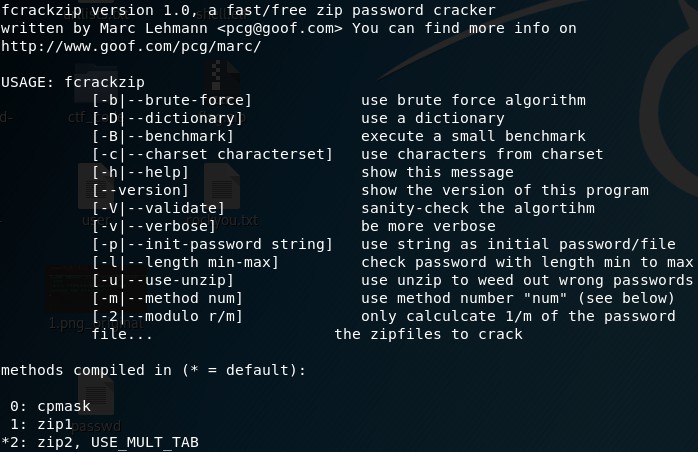 fcrackzip version 1.0, a fast/free zip password cracker
written by Marc Lehmann <pcg@goof.com> You can find more info on
http://www.goof.com/pcg/marc/
USAGE: fcrackzip
[-b|--brute-force] use brute force algorithm
[-D|--dictionary] use a dictionary
[-B|--benchmark] execute a small benchmark
[-c|--charset characterset] use characters from charset
[-h|--help] show this message
[--version] show the version of this program
[-V|--validate] sanity-check the algortihm
[-v|--verbose] be more verbose
[-p|--init-password string] use string as initial password/file
[-l|--length min-max] check password with length min to max
[-u|--use-unzip] use unzip to weed out wrong passwords
[-m|--method num] use method number "num" (see below)
[-2|--modulo r/m] only calculcate 1/m of the password
file... the zipfiles to crack
methods compiled in (* = default):
0: cpmask
1: zip1
*2: zip2, USE_MULT_TAB
rockyou.txt
passwd